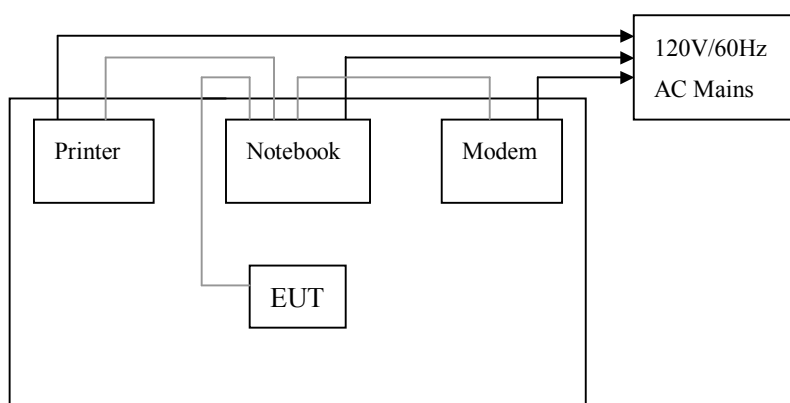 120V/60Hz
AC Mains
Printer
Notebook
Modem
EUT